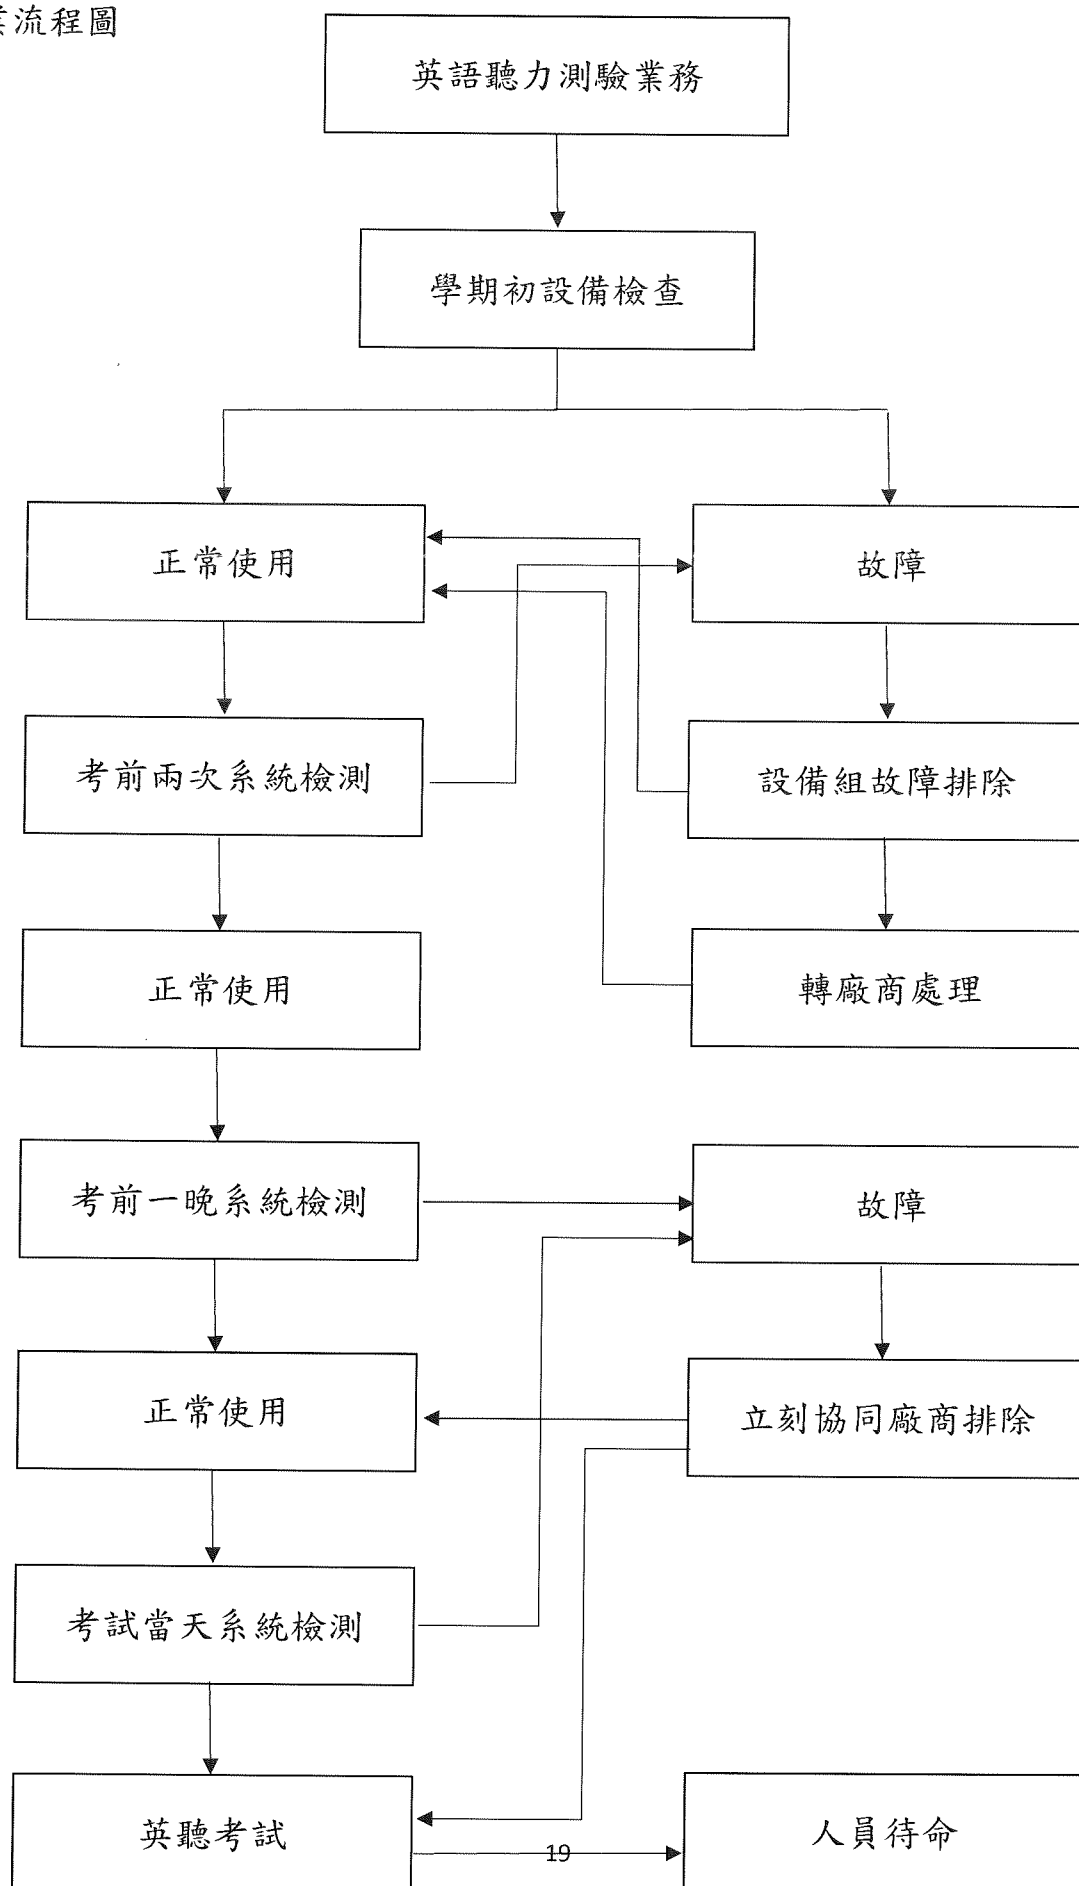 流程圖
英語聽力測驗業務
學期初設備檢查
正常使用
故障
考前兩次系統檢測
設備組故障排除
正常使用
轉廠商處理
考前一晚系統檢測
故障
正常使用
立刻協同廠商排除
考試當天系統檢測
英聽考試
人員待命
19